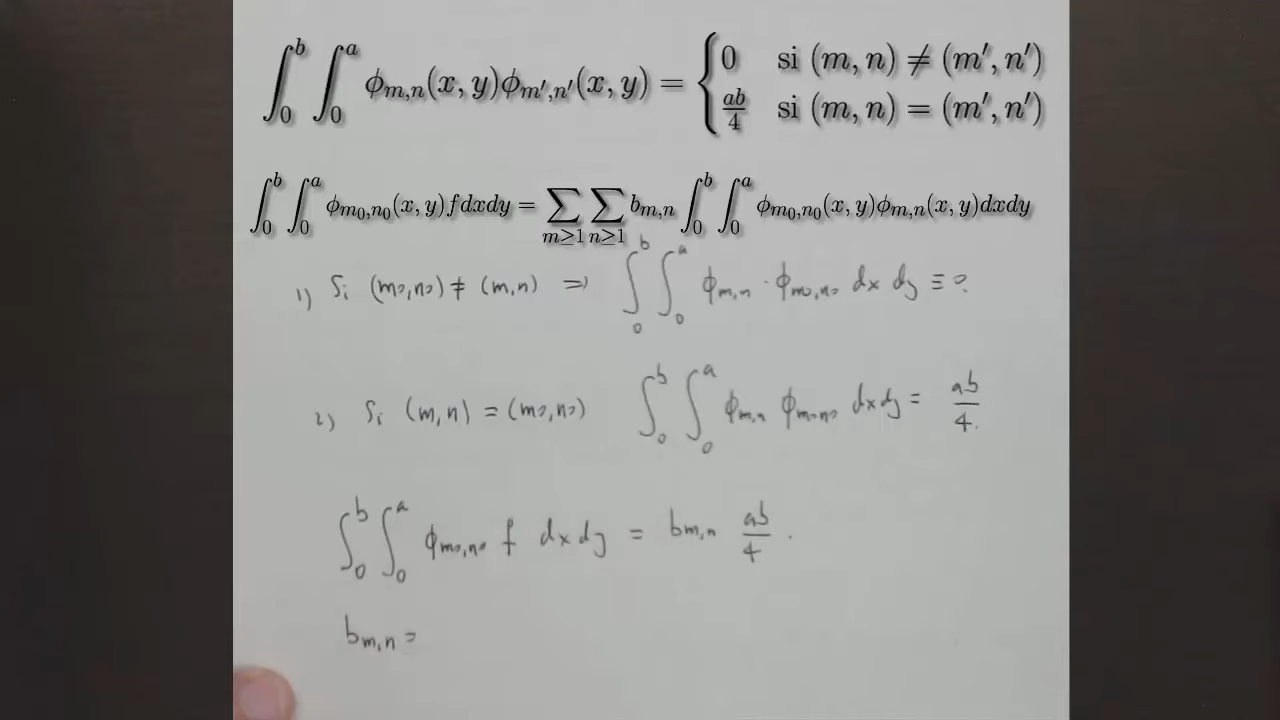 ∫_0^b ∫_0^a ϕ_{m,n}(x, y)ϕ_{m′,n′}(x, y) = { 0 si (m, n) ≠ (m′, n′)
ab/4 si (m, n) = (m′, n′)
∫_0^b ∫_0^a ϕ_{m_0,n_0}(x, y) f dxdy = ∑_{m≥1} ∑_{n≥1} b_{m,n} ∫_0^b ∫_0^a ϕ_{m_0,n_0}(x, y)ϕ_{m,n}(x, y)dxdy
1) Si (m_0,n_0) ≠ (m,n) ⇒ ∫_0^b ∫_0^a ϕ_{m,n} · ϕ_{m_0,n_0} dx dy ≡ 0.
2) Si (m,n) = (m_0,n_0) ∫_0^b ∫_0^a ϕ_{m,n} ϕ_{m_0,n_0} dx dy = ab/4.
∫_0^b ∫_0^a ϕ_{m_0,n_0} f dx dy = b_{m,n} ab/4 .
b_{m,n} =